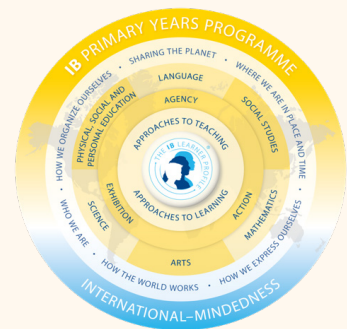 IB PRIMARY YEARS PROGRAMME
SHARING THE PLANET • WHERE WE ARE IN PLACE AND TIME • HOW WE EXPRESS OURSELVES • HOW THE WORLD WORKS • WHO WE ARE • HOW WE ORGANIZE OURSELVES •
LANGUAGE
SOCIAL STUDIES
MATHEMATICS
ARTS
SCIENCE
PHYSICAL, SOCIAL AND
PERSONAL EDUCATION
AGENCY
ACTION
EXHIBITION
APPROACHES TO TEACHING
THE IB LEARNER PROFILE
APPROACHES TO LEARNING
INTERNATIONAL-MINDEDNESS